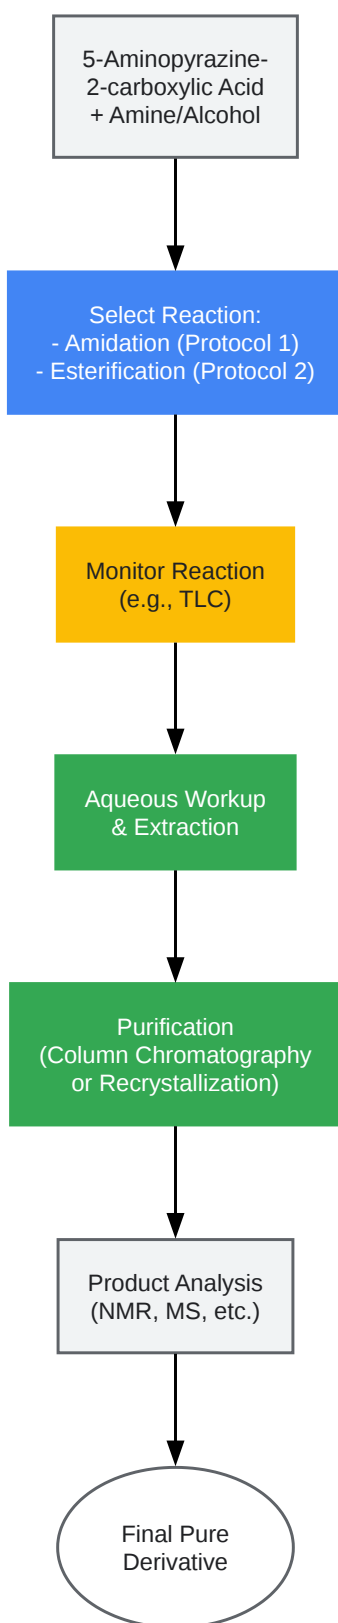 5-Aminopyrazine-
2-carboxylic Acid
+ Amine/Alcohol
Select Reaction:
- Amidation (Protocol 1)
- Esterification (Protocol 2)
Monitor Reaction
(e.g., TLC)
Aqueous Workup
& Extraction
Purification
(Column Chromatography
or Recrystallization)
Product Analysis
(NMR, MS, etc.)
Final Pure
Derivative